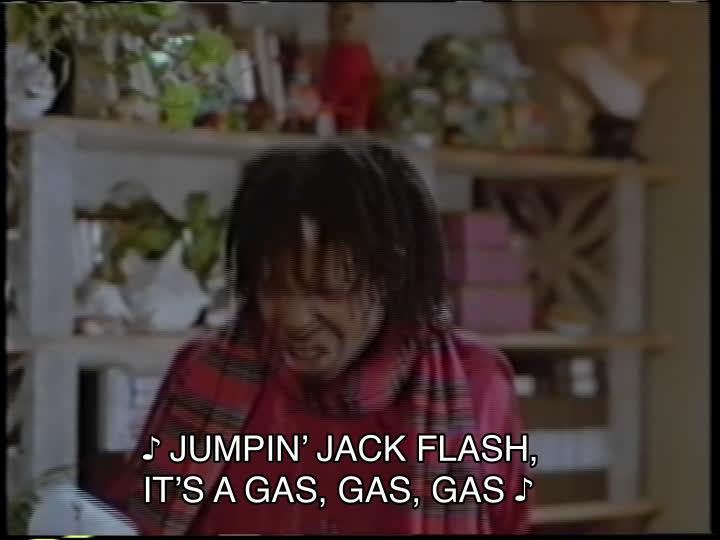 ♪ JUMPIN’ JACK FLASH,
IT’S A GAS, GAS, GAS ♪